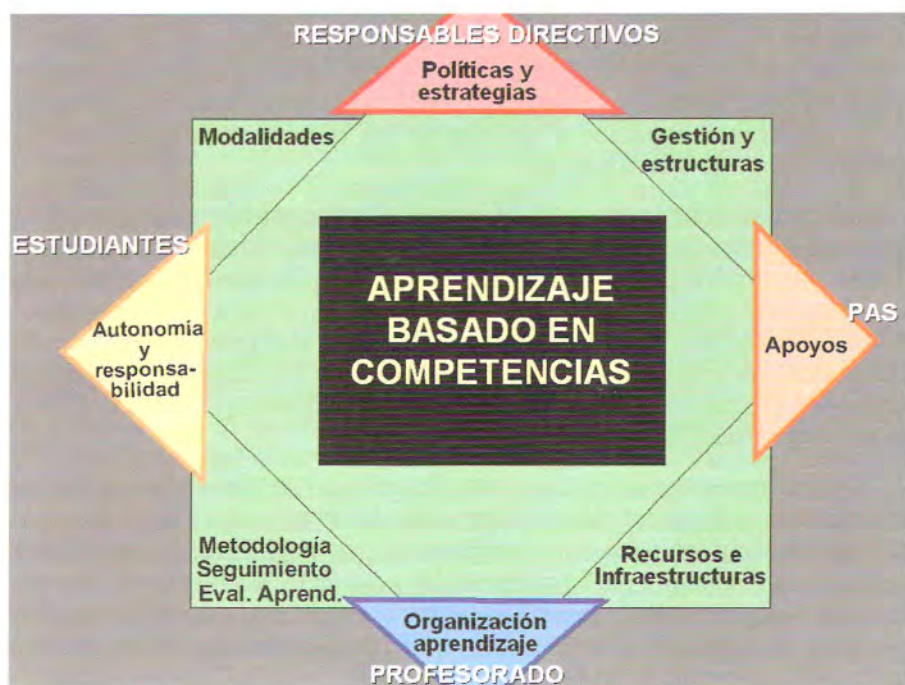 RESPONSABLES DIRECTIVOS
Políticas y
estrategias
Modalidades
Gestión y
estructuras
ESTUDIANTES
Autonomía
y
responsa-
bilidad
APRENDIZAJE
BASADO EN
COMPETENCIAS
PAS
Apoyos
Metodología
Seguimiento
Eval. Aprend.
Recursos e
Infraestructuras
Organización
aprendizaje
PROFESORADO